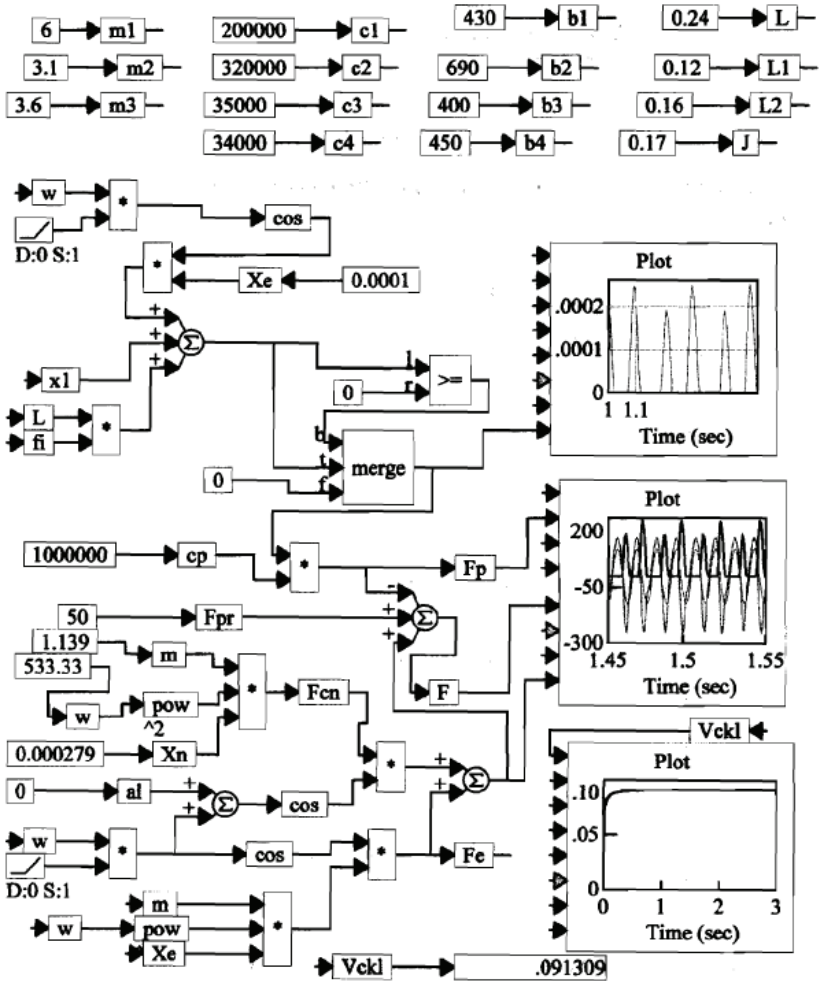 6 m1 200000 c1 430 b1 0.24 L
3.1 m2 320000 c2 690 b2 0.12 L1
3.6 m3 35000 c3 400 b3 0.16 L2
34000 c4 450 b4 0.17 J
w * cos
D:0 S:1
* Xe 0.0001
Plot
.0002
.0001
0
1 1.1
Time (sec)
+
+
+
Σ
x1
L
fi
*
l
r
0
>=
b
t
f
merge
0
1000000 cp * Fp
Plot
200
-50
-300
1.45 1.5 1.55
Time (sec)
-
+
+
Σ
50 Fpr
1.139 m
533.33
w pow
^2
* Fcn F
0.000279 Xn
Vckl
Plot
.10
.05
0
0 1 2 3
Time (sec)
*
+
+
Σ
0 al
+
+
Σ
cos
w * cos * Fe
D:0 S:1
m
w pow *
Xe
Vckl .091309